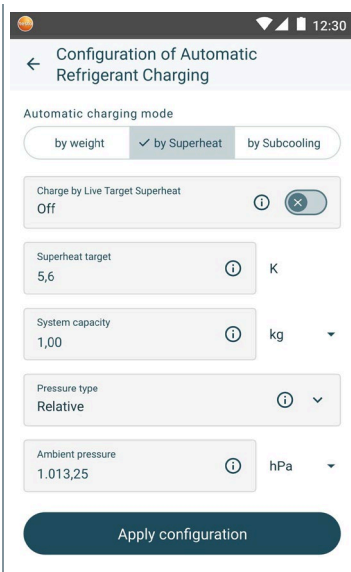 12:30
Configuration of Automatic
Refrigerant Charging
Automatic charging mode
by weight by Superheat by Subcooling
Charge by Live Target Superheat
Off
Superheat target
5,6 K
System capacity
1,00 kg
Pressure type
Relative
Ambient pressure
1.013,25 hPa
Apply configuration